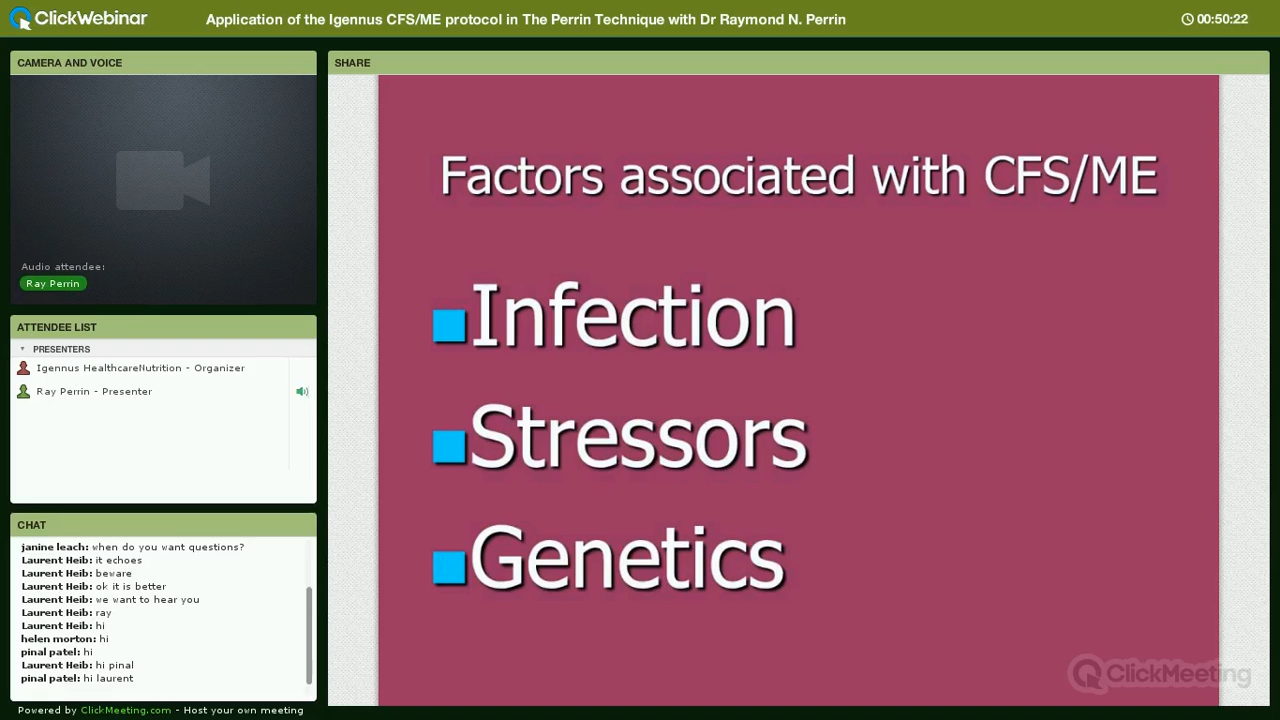 ClickWebinar
Application of the Igennus CFS/ME protocol in The Perrin Technique with Dr Raymond N. Perrin
00:50:22
CAMERA AND VOICE
Audio attendee:
Ray Perrin
ATTENDEE LIST
PRESENTERS
Igennus HealthcareNutrition - Organizer
Ray Perrin - Presenter
CHAT
janine leach: when do you want questions?
Laurent Heib: it echoes
Laurent Heib: beware
Laurent Heib: ok it is better
Laurent Heib: we want to hear you
Laurent Heib: ray
Laurent Heib: hi
helen morton: hi
pinal patel: hi
Laurent Heib: hi pinal
pinal patel: hi laurent
Powered by ClickMeeting.com - Host your own meeting
SHARE
Factors associated with CFS/ME
Infection
Stressors
Genetics
ClickMeeting